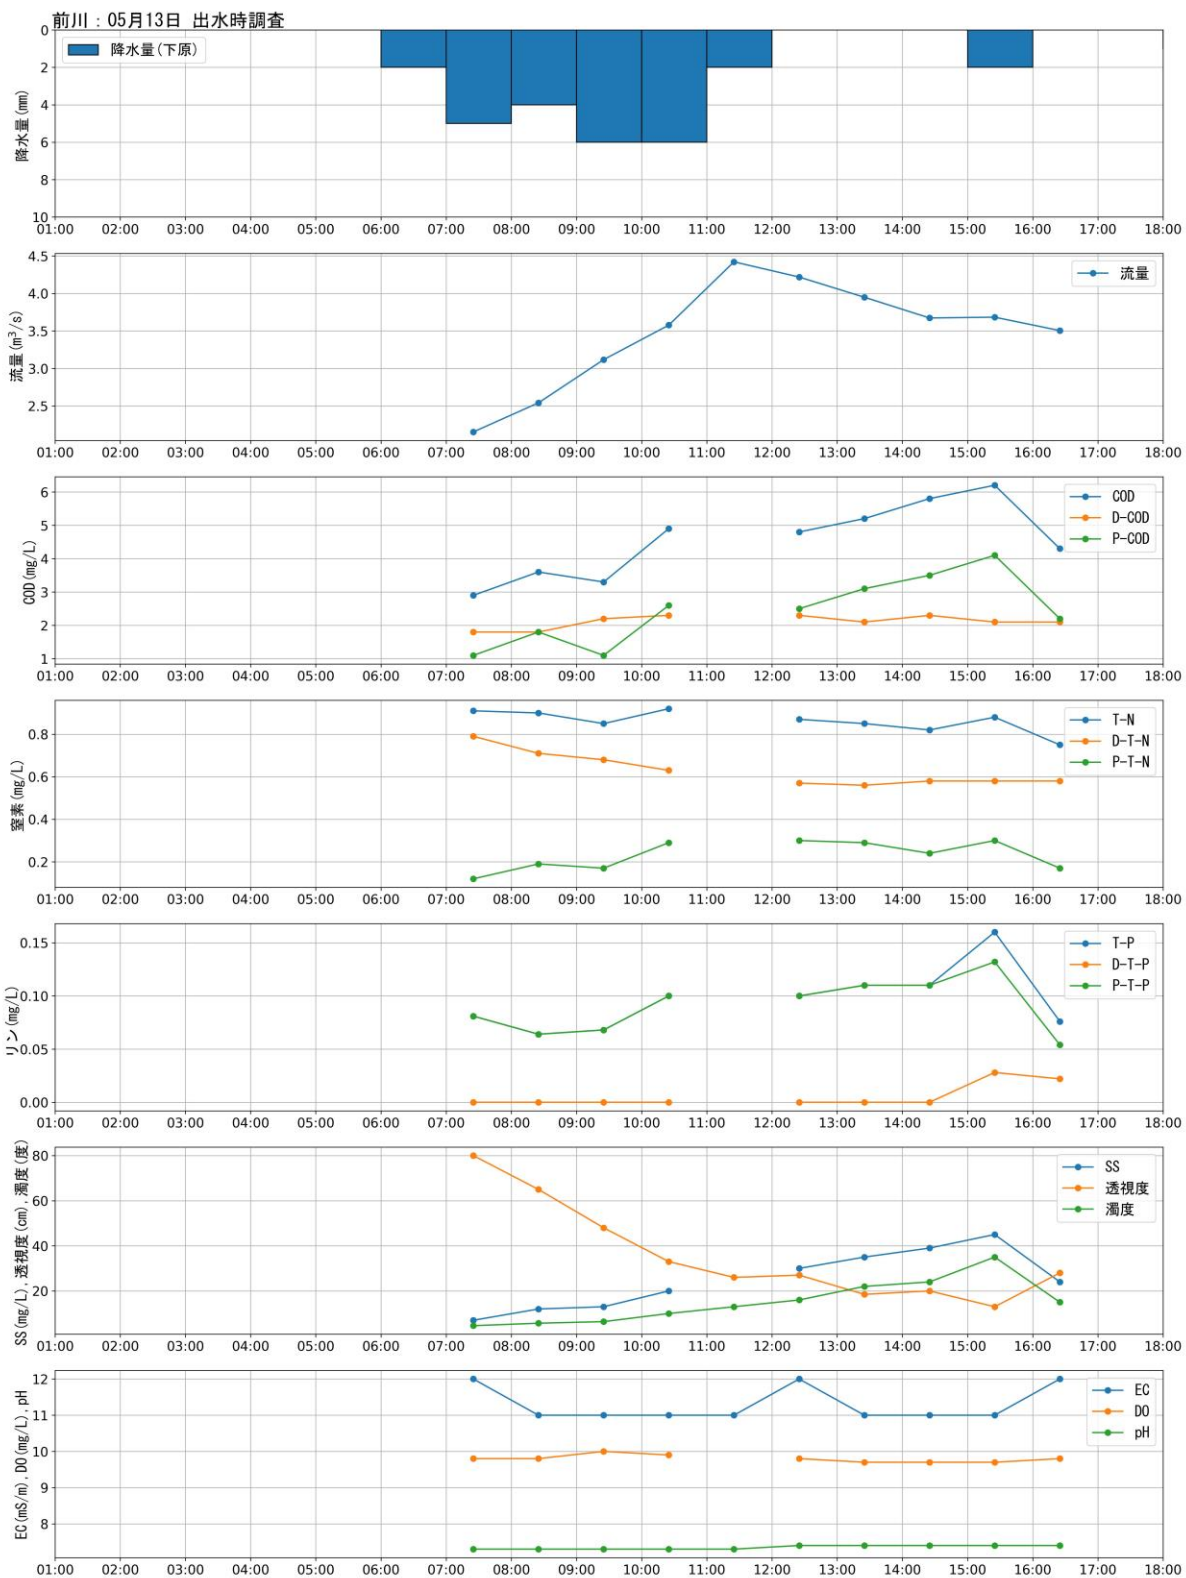 前川：05月13日 出水時調査
降水量(下原)
降水量(mm)
0
2
4
6
8
10
01:00 02:00 03:00 04:00 05:00 06:00 07:00 08:00 09:00 10:00 11:00 12:00 13:00 14:00 15:00 16:00 17:00 18:00
流量
流量(m³/s)
4.5
4.0
3.5
3.0
2.5
01:00 02:00 03:00 04:00 05:00 06:00 07:00 08:00 09:00 10:00 11:00 12:00 13:00 14:00 15:00 16:00 17:00 18:00
COD
D-COD
P-COD
COD(mg/L)
6
5
4
3
2
1
01:00 02:00 03:00 04:00 05:00 06:00 07:00 08:00 09:00 10:00 11:00 12:00 13:00 14:00 15:00 16:00 17:00 18:00
T-N
D-T-N
P-T-N
窒素(mg/L)
0.8
0.6
0.4
0.2
01:00 02:00 03:00 04:00 05:00 06:00 07:00 08:00 09:00 10:00 11:00 12:00 13:00 14:00 15:00 16:00 17:00 18:00
T-P
D-T-P
P-T-P
リン(mg/L)
0.15
0.10
0.05
0.00
01:00 02:00 03:00 04:00 05:00 06:00 07:00 08:00 09:00 10:00 11:00 12:00 13:00 14:00 15:00 16:00 17:00 18:00
SS
透視度
濁度
SS(mg/L),透視度(cm),濁度(度)
80
60
40
20
01:00 02:00 03:00 04:00 05:00 06:00 07:00 08:00 09:00 10:00 11:00 12:00 13:00 14:00 15:00 16:00 17:00 18:00
EC
DO
pH
EC(mS/m),DO(mg/L),pH
12
11
10
9
8
01:00 02:00 03:00 04:00 05:00 06:00 07:00 08:00 09:00 10:00 11:00 12:00 13:00 14:00 15:00 16:00 17:00 18:00